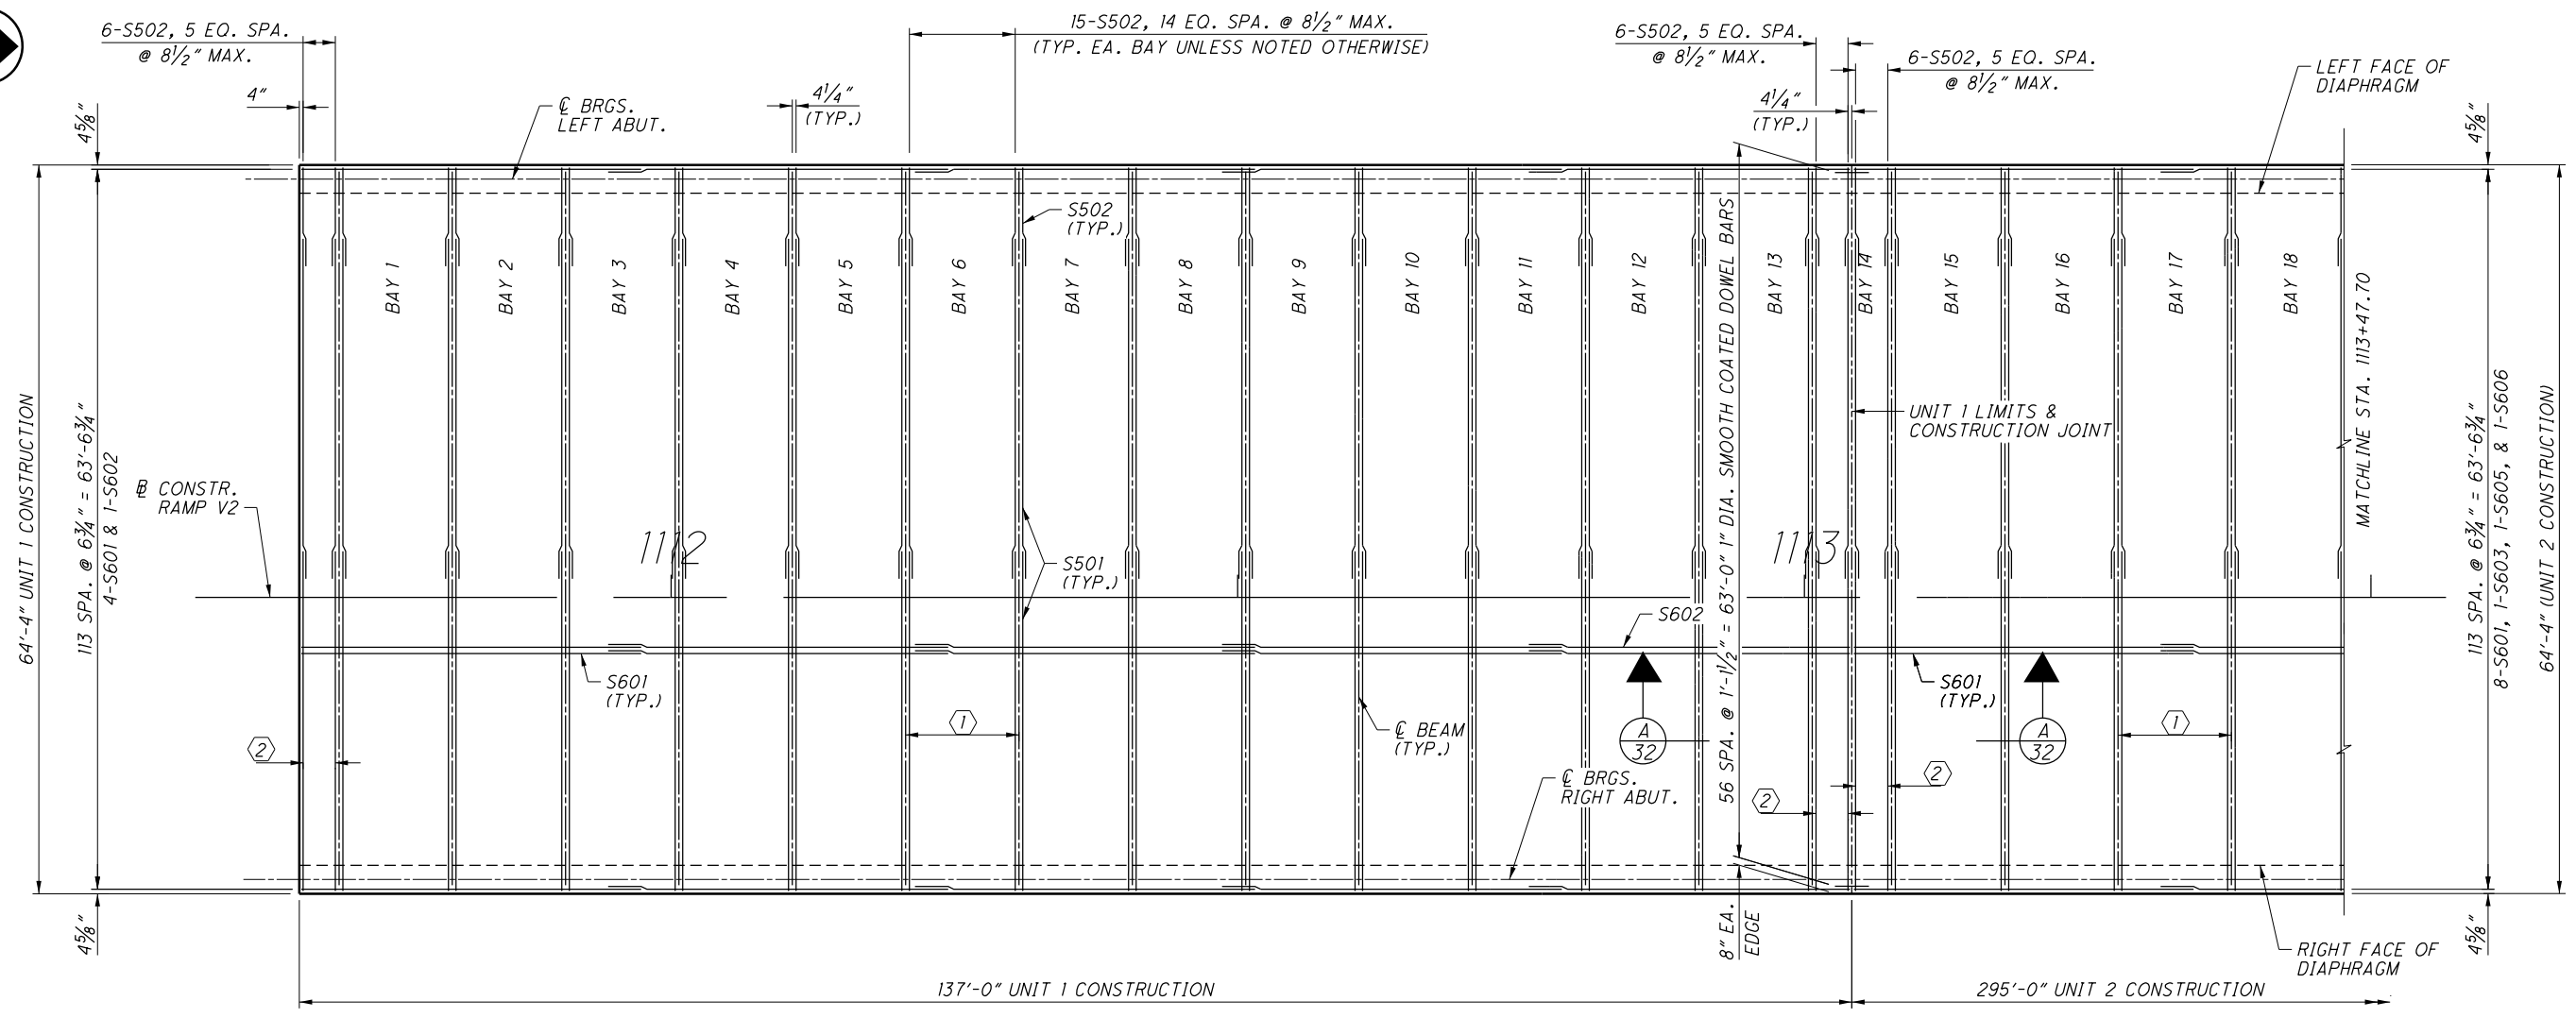 6-S502, 5 EQ. SPA.
@ 8½" MAX.
15-S502, 14 EQ. SPA. @ 8½" MAX.
(TYP. EA. BAY UNLESS NOTED OTHERWISE)
6-S502, 5 EQ. SPA.
@ 8½" MAX.
6-S502, 5 EQ. SPA.
@ 8½" MAX.
LEFT FACE OF
DIAPHRAGM
4"
4⅝"
℄ BRGS.
LEFT ABUT.
4¼"
(TYP.)
4¼"
(TYP.)
4⅝"
S502
(TYP.)
BAY 1
BAY 2
BAY 3
BAY 4
BAY 5
BAY 6
BAY 7
BAY 8
BAY 9
BAY 10
BAY 11
BAY 12
BAY 13
BAY 14
BAY 15
BAY 16
BAY 17
BAY 18
64'-4" UNIT 1 CONSTRUCTION
113 SPA. @ 6¾" = 63'-6¾"
4-S601 & 1-S602
56 SPA. @ 1'-1½" = 63'-0" 1" DIA. SMOOTH COATED DOWEL BARS
UNIT 1 LIMITS &
CONSTRUCTION JOINT
MATCHLINE STA. 1113+47.70
113 SPA. @ 6¾" = 63'-6¾"
8-S601, 1-S603, 1-S605, & 1-S606
64'-4" (UNIT 2 CONSTRUCTION)
BL CONSTR.
RAMP V2
1112
1113
S501
(TYP.)
S602
S601
(TYP.)
S601
(TYP.)
1
℄ BEAM
(TYP.)
A
32
A
32
1
2
2
2
℄ BRGS.
RIGHT ABUT.
4⅝"
8" EA.
EDGE
4⅝"
RIGHT FACE OF
DIAPHRAGM
137'-0" UNIT 1 CONSTRUCTION
295'-0" UNIT 2 CONSTRUCTION